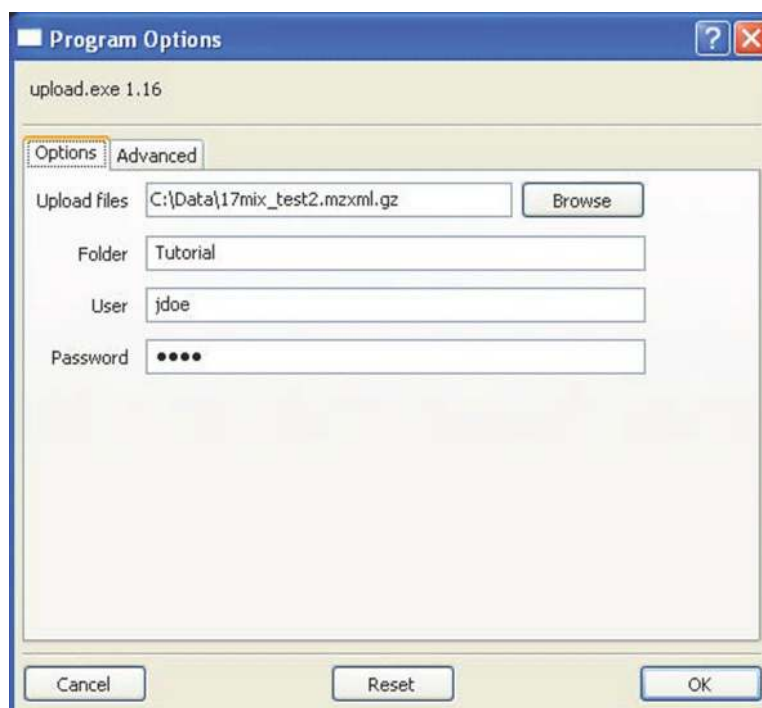 Program Options
upload.exe 1.16
Options Advanced
Upload files C:\Data\17mix_test2.mzxml.gz Browse
Folder Tutorial
User jdoe
Password ••••
Cancel Reset OK